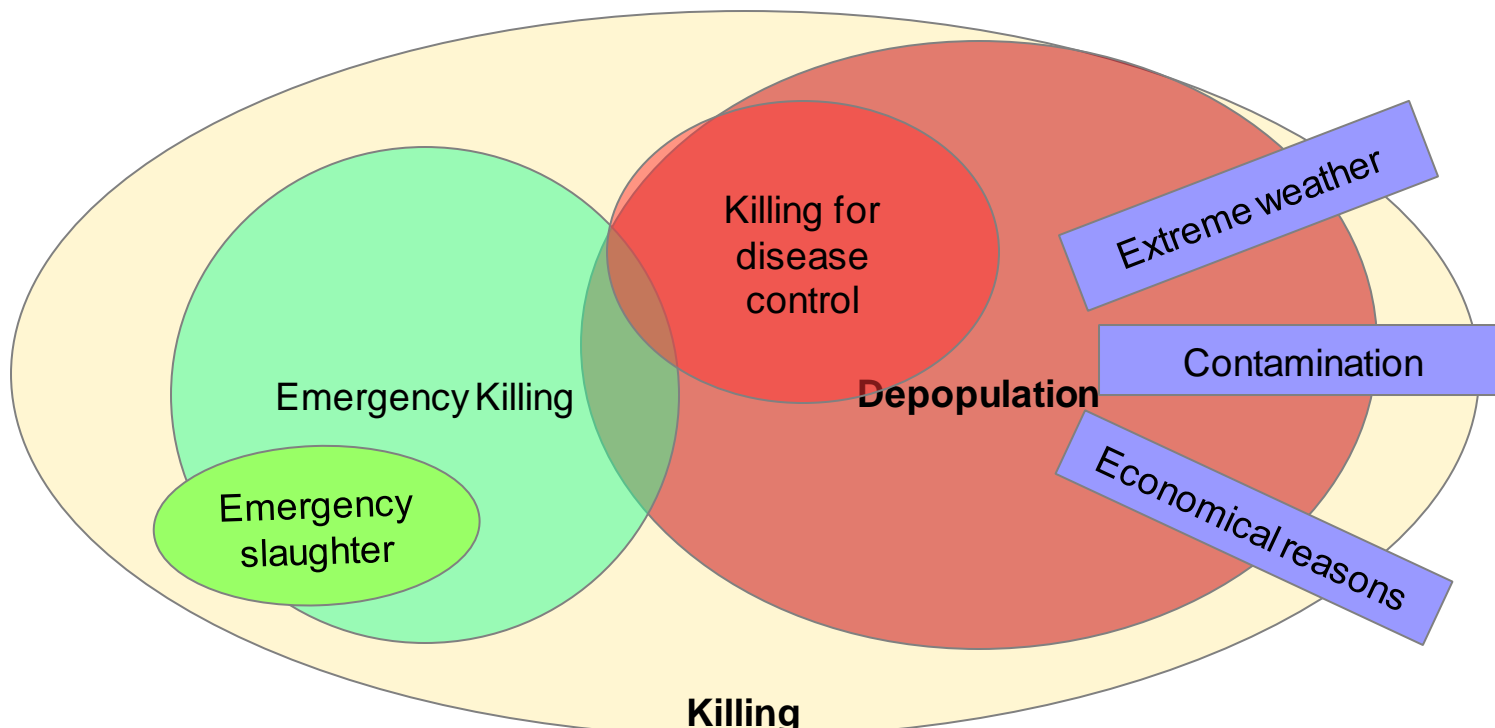 Killing for
disease
control
Extreme weather
Contamination
Emergency Killing
Depopulation
Economical reasons
Emergency
slaughter
Killing